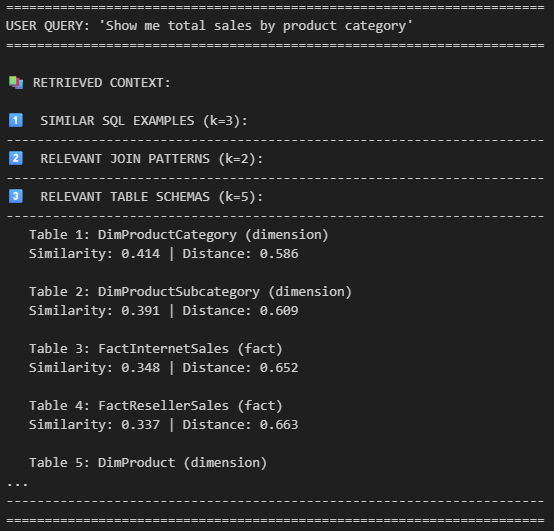 ======================================================================
USER QUERY: 'Show me total sales by product category'
======================================================================
📚 RETRIEVED CONTEXT:
1️⃣ SIMILAR SQL EXAMPLES (k=3):
----------------------------------------------------------------------
2️⃣ RELEVANT JOIN PATTERNS (k=2):
----------------------------------------------------------------------
3️⃣ RELEVANT TABLE SCHEMAS (k=5):
----------------------------------------------------------------------
Table 1: DimProductCategory (dimension)
Similarity: 0.414 | Distance: 0.586
Table 2: DimProductSubcategory (dimension)
Similarity: 0.391 | Distance: 0.609
Table 3: FactInternetSales (fact)
Similarity: 0.348 | Distance: 0.652
Table 4: FactResellerSales (fact)
Similarity: 0.337 | Distance: 0.663
Table 5: DimProduct (dimension)
...
----------------------------------------------------------------------
======================================================================